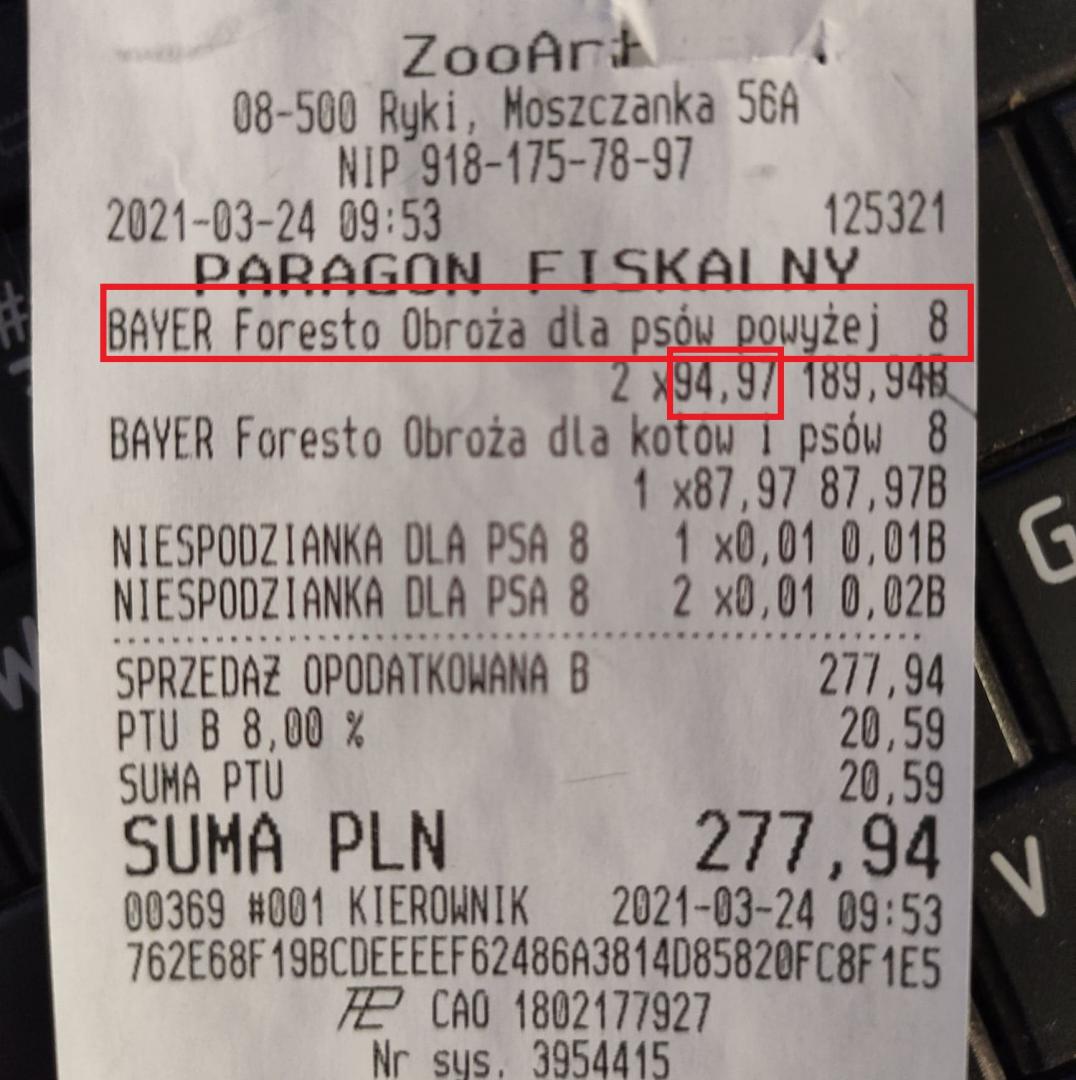 ZooArt
08-500 Ryki, Moszczanka 56A
NIP 918-175-78-97
2021-03-24 09:53 125321
PARAGON FISKALNY
BAYER Foresto Obroża dla psów powyżej 8
2 x94,97 189,94B
BAYER Foresto Obroża dla kotów i psów 8
1 x87,97 87,97B
NIESPODZIANKA DLA PSA 8 1 x0,01 0,01B
NIESPODZIANKA DLA PSA 8 2 x0,01 0,02B
SPRZEDAŻ OPODATKOWANA B 277,94
PTU B 8,00 % 20,59
SUMA PTU 20,59
SUMA PLN 277,94
00369 #001 KIEROWNIK 2021-03-24 09:53
762E68F19BCDEEEEEF62486A3814D85820FC8F1E5
CAO 1802177927
Nr sys. 3954415
#
W
G
V